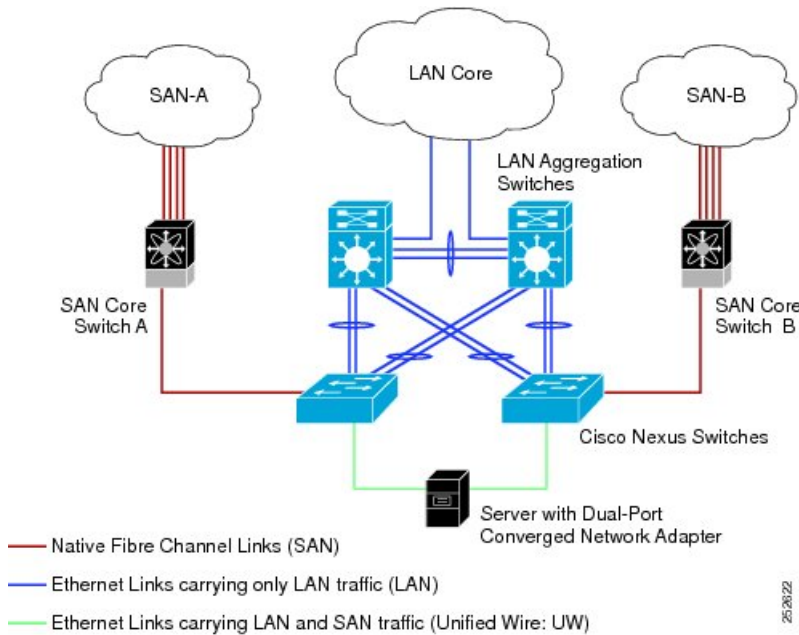 SAN-A
LAN Core
SAN-B
LAN Aggregation
Switches
SAN Core
Switch A
SAN Core
Switch B
Cisco Nexus Switches
Server with Dual-Port
Converged Network Adapter
Native Fibre Channel Links (SAN)
Ethernet Links carrying only LAN traffic (LAN)
Ethernet Links carrying LAN and SAN traffic (Unified Wire: UW)
252622